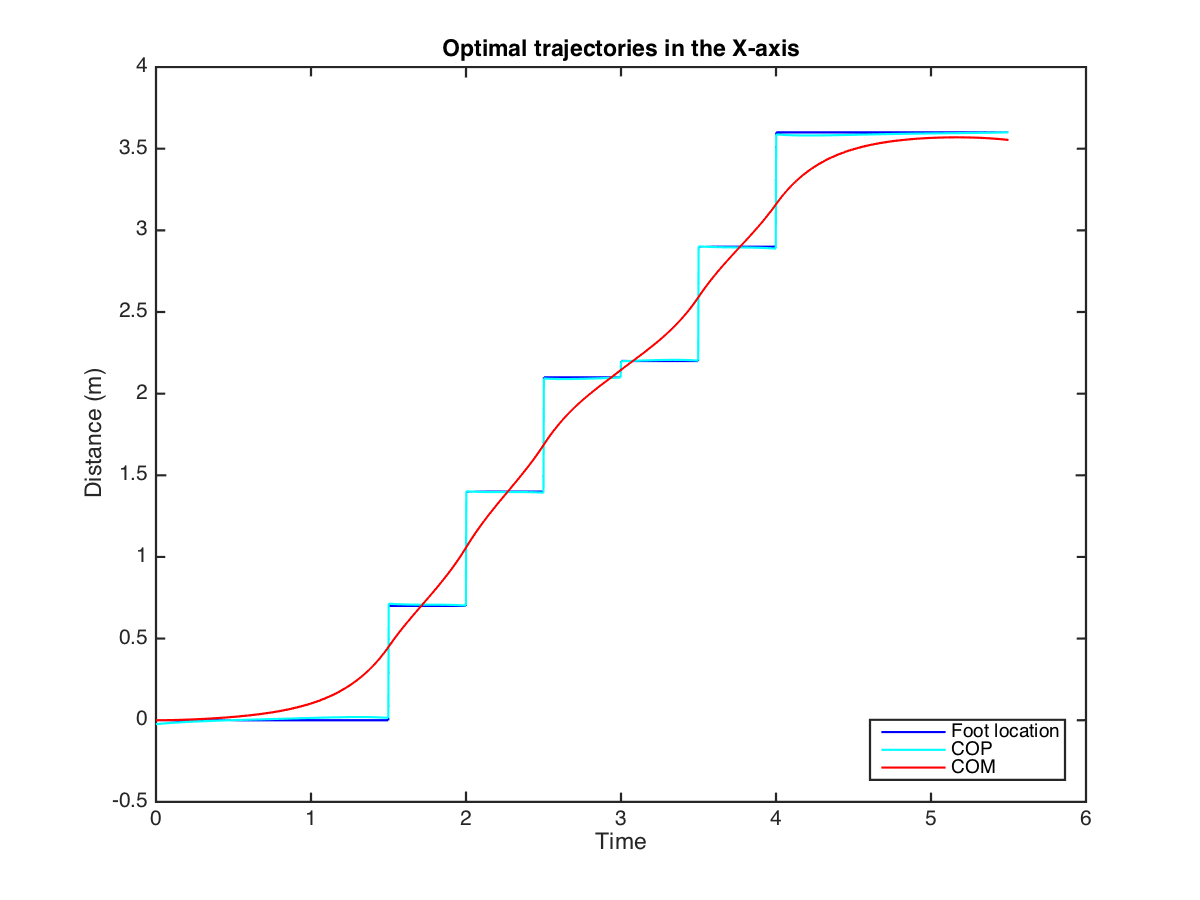 Optimal trajectories in the X-axis
4
3.5
3
2.5
2
1.5
1
0.5
0
-0.5
Distance (m)
0 1 2 3 4 5 6
Time
Foot location
COP
COM